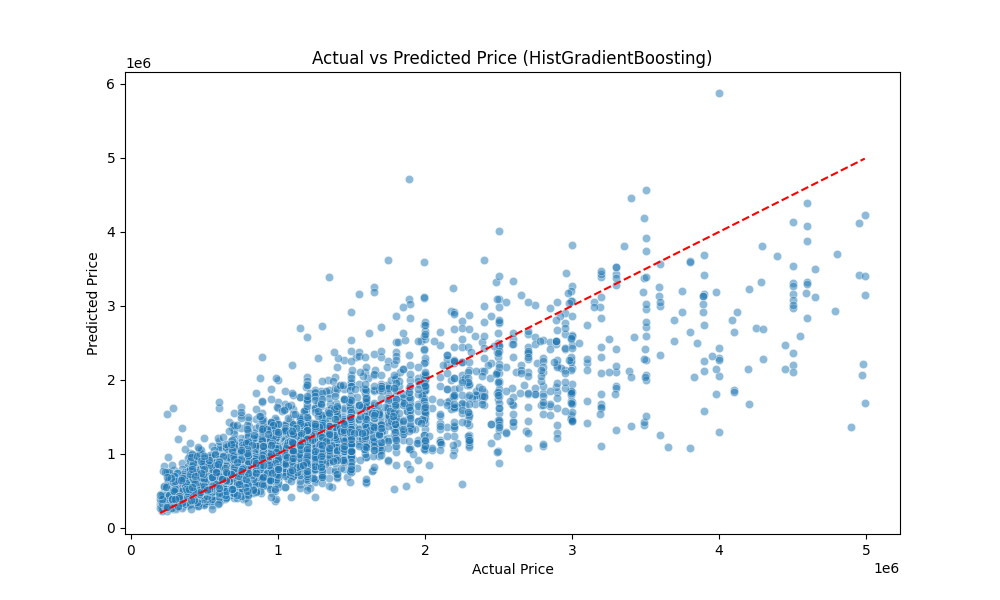 Actual vs Predicted Price (HistGradientBoosting)
1e6
6
5
4
3
2
1
0
Predicted Price
0 1 2 3 4 5
1e6
Actual Price